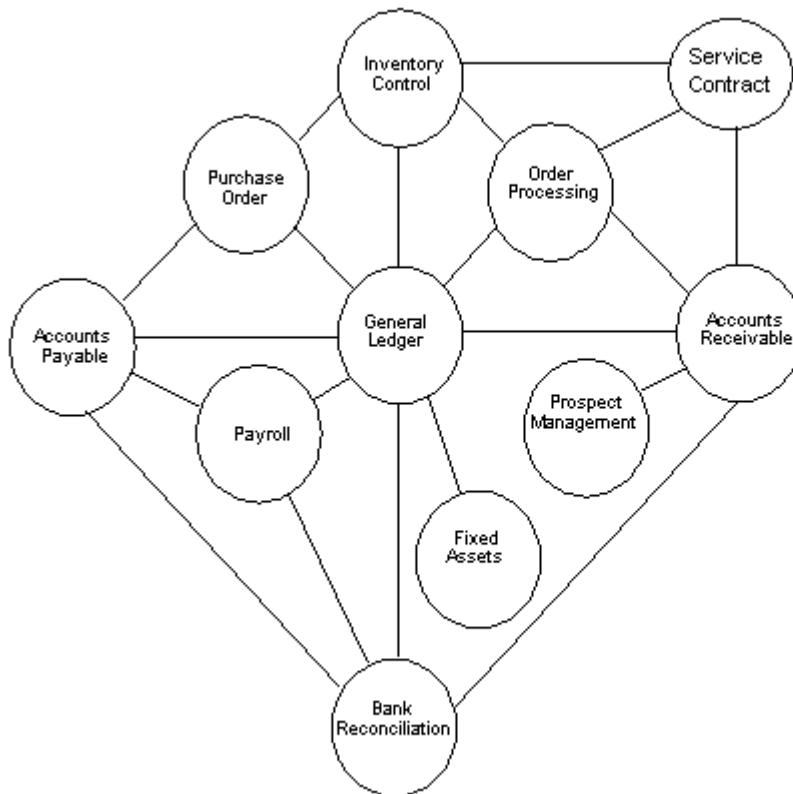 Inventory
Control
Service
Contract
Purchase
Order
Order
Processing
General
Ledger
Accounts
Payable
Accounts
Receivable
Payroll
Prospect
Management
Fixed
Assets
Bank
Reconciliation